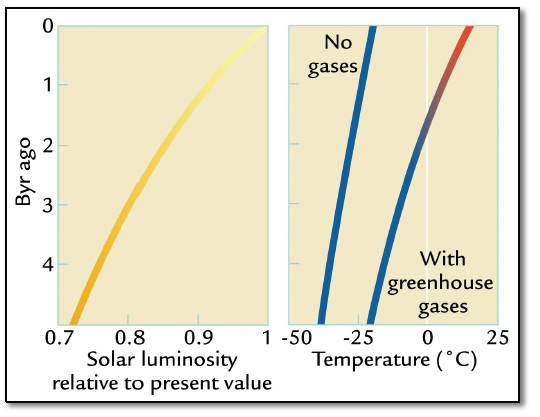 0
1
2
3
4
Byr ago
0.7 0.8 0.9 1
Solar luminosity
relative to present value
No
gases
With
greenhouse
gases
-50 -25 0 25
Temperature (˚C)